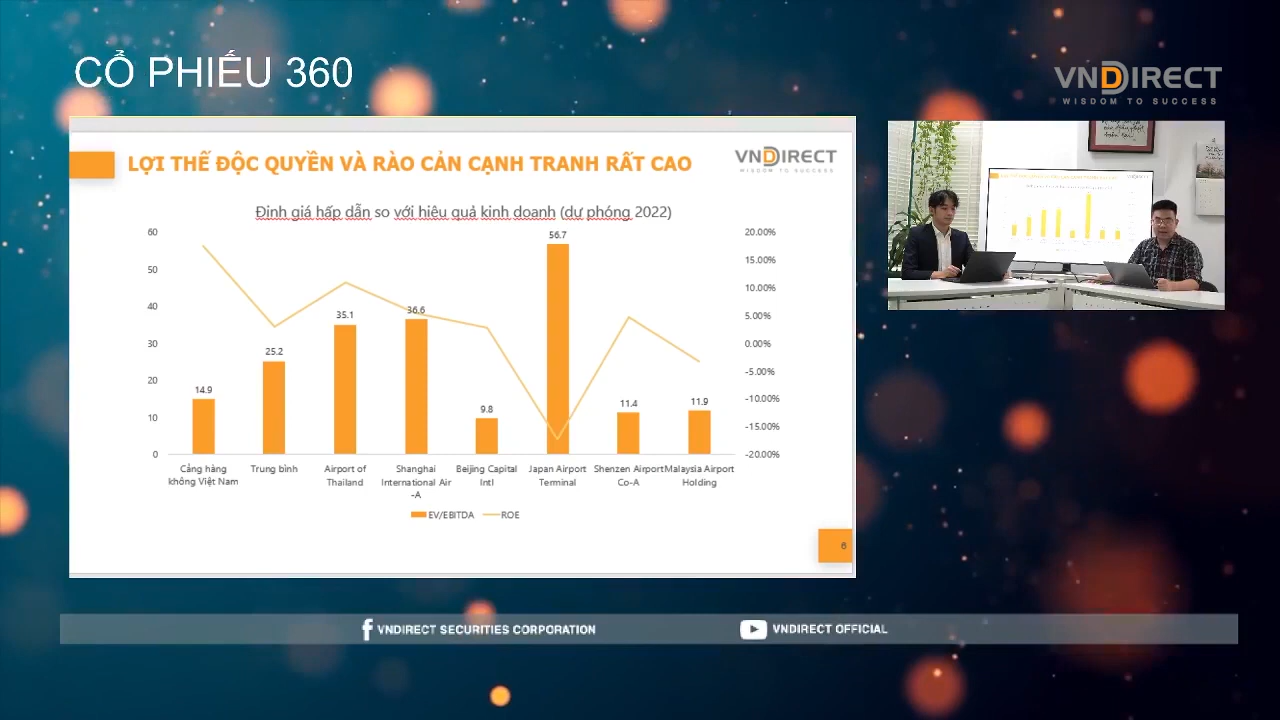 CỔ PHIẾU 360
VNDIRECT
WISDOM TO SUCCESS
LỢI THẾ ĐỘC QUYỀN VÀ RÀO CẢN CẠNH TRANH RẤT CAO
VNDIRECT
WISDOM TO SUCCESS
Định giá hấp dẫn so với hiệu quả kinh doanh (dự phóng 2022)
60
50
40
30
20
10
0
20.00%
15.00%
10.00%
5.00%
0.00%
-5.00%
-10.00%
-15.00%
-20.00%
14.9
25.2
35.1
36.6
9.8
56.7
11.4
11.9
Cảng hàng
không Việt Nam
Trung bình
Airport of
Thailand
Shanghai
International Air
-A
Beijing Capital
Intl
Japan Airport
Terminal
Shenzen Airport
Co-A
Malaysia Airport
Holding
EV/EBITDA
ROE
6
VNDIRECT SECURITIES CORPORATION
VNDIRECT OFFICIAL